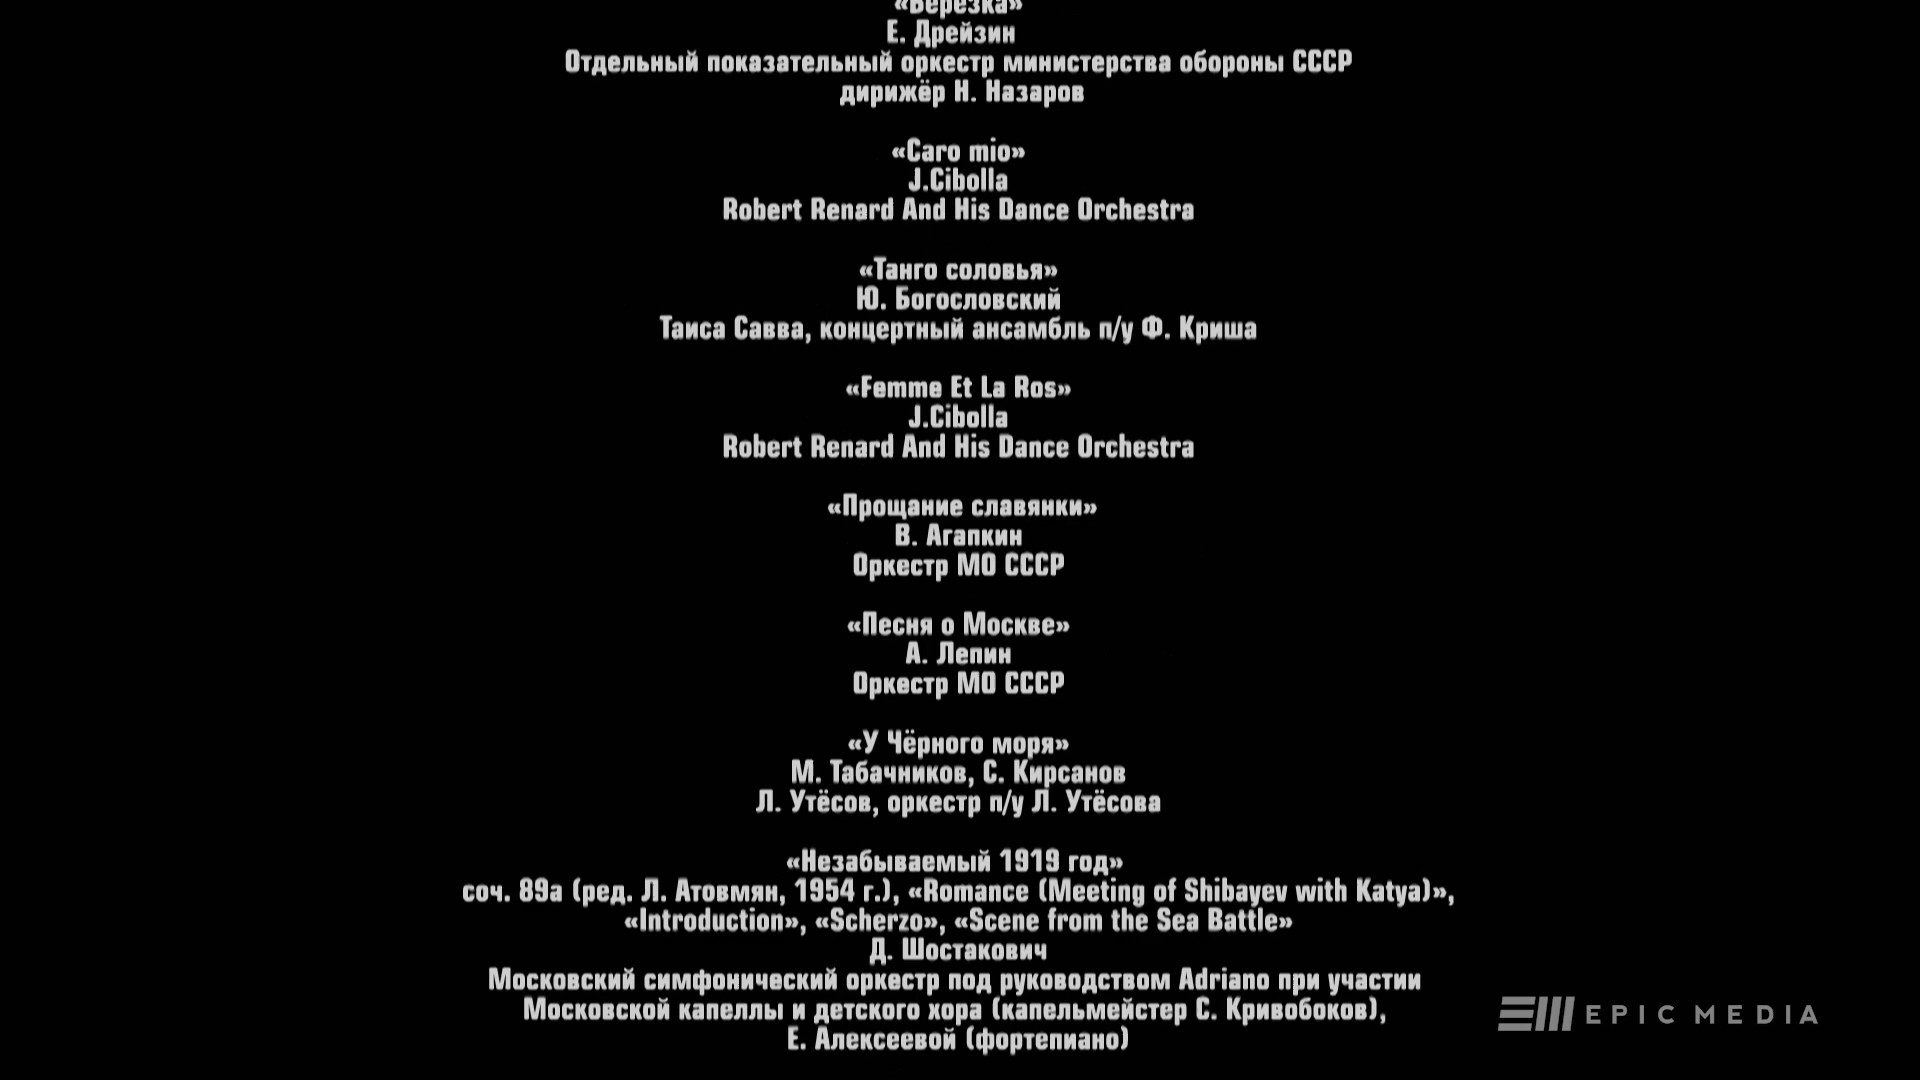 «Березка»
Е. Дрейзин
Отдельный показательный оркестр министерства обороны СССР
дирижёр Н. Назаров
«Caro mio»
J.Cibolla
Robert Renard And His Dance Orchestra
«Танго соловья»
Ю. Богословский
Таиса Савва, концертный ансамбль п/у Ф. Криша
«Femme Et La Ros»
J.Cibolla
Robert Renard And His Dance Orchestra
«Прощание славянки»
В. Агапкин
Оркестр МО СССР
«Песня о Москве»
А. Лепин
Оркестр МО СССР
«У Чёрного моря»
М. Табачников, С. Кирсанов
Л. Утёсов, оркестр п/у Л. Утёсова
«Незабываемый 1919 год»
соч. 89а (ред. Л. Атовмян, 1954 г.), «Romance (Meeting of Shibayev with Katya)»,
«Introduction», «Scherzo», «Scene from the Sea Battle»
Д. Шостакович
Московский симфонический оркестр под руководством Adriano при участии
Московской капеллы и детского хора (капельмейстер С. Кривобоков),
Е. Алексеевой (фортепиано)
EPIC MEDIA